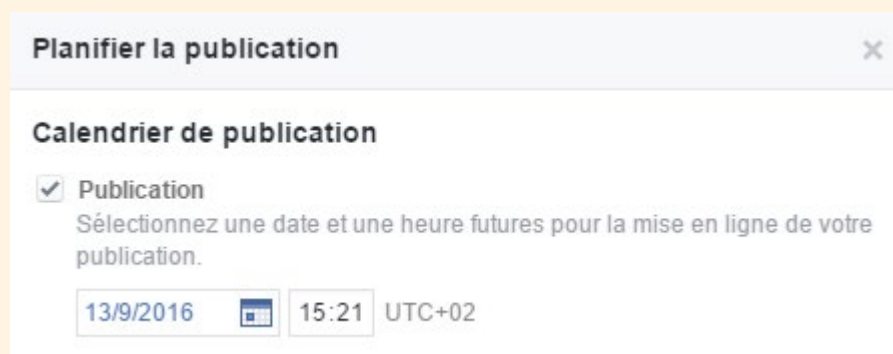 Planifier la publication
Calendrier de publication
Publication
Sélectionnez une date et une heure futures pour la mise en ligne de votre
publication.
13/9/2016 15:21 UTC+02